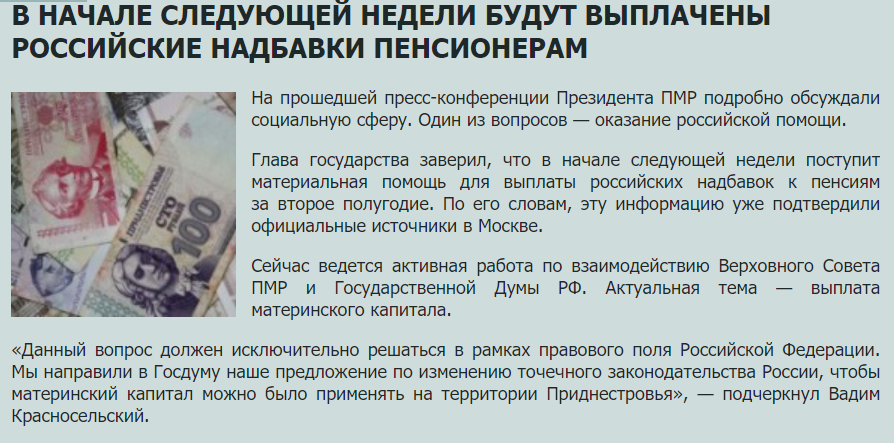 В НАЧАЛЕ СЛЕДУЮЩЕЙ НЕДЕЛИ БУДУТ ВЫПЛАЧЕНЫ
РОССИЙСКИЕ НАДБАВКИ ПЕНСИОНЕРАМ
На прошедшей пресс-конференции Президента ПМР подробно обсуждали
социальную сферу. Один из вопросов — оказание российской помощи.
Глава государства заверил, что в начале следующей недели поступит
материальная помощь для выплаты российских надбавок к пенсиям
за второе полугодие. По его словам, эту информацию уже подтвердили
официальные источники в Москве.
Сейчас ведется активная работа по взаимодействию Верховного Совета
ПМР и Государственной Думы РФ. Актуальная тема — выплата
материнского капитала.
«Данный вопрос должен исключительно решаться в рамках правового поля Российской Федерации.
Мы направили в Госдуму наше предложение по изменению точечного законодательства России, чтобы
материнский капитал можно было применять на территории Приднестровья», — подчеркнул Вадим
Красносельский.
СТО
РУБЛЕЙ
100